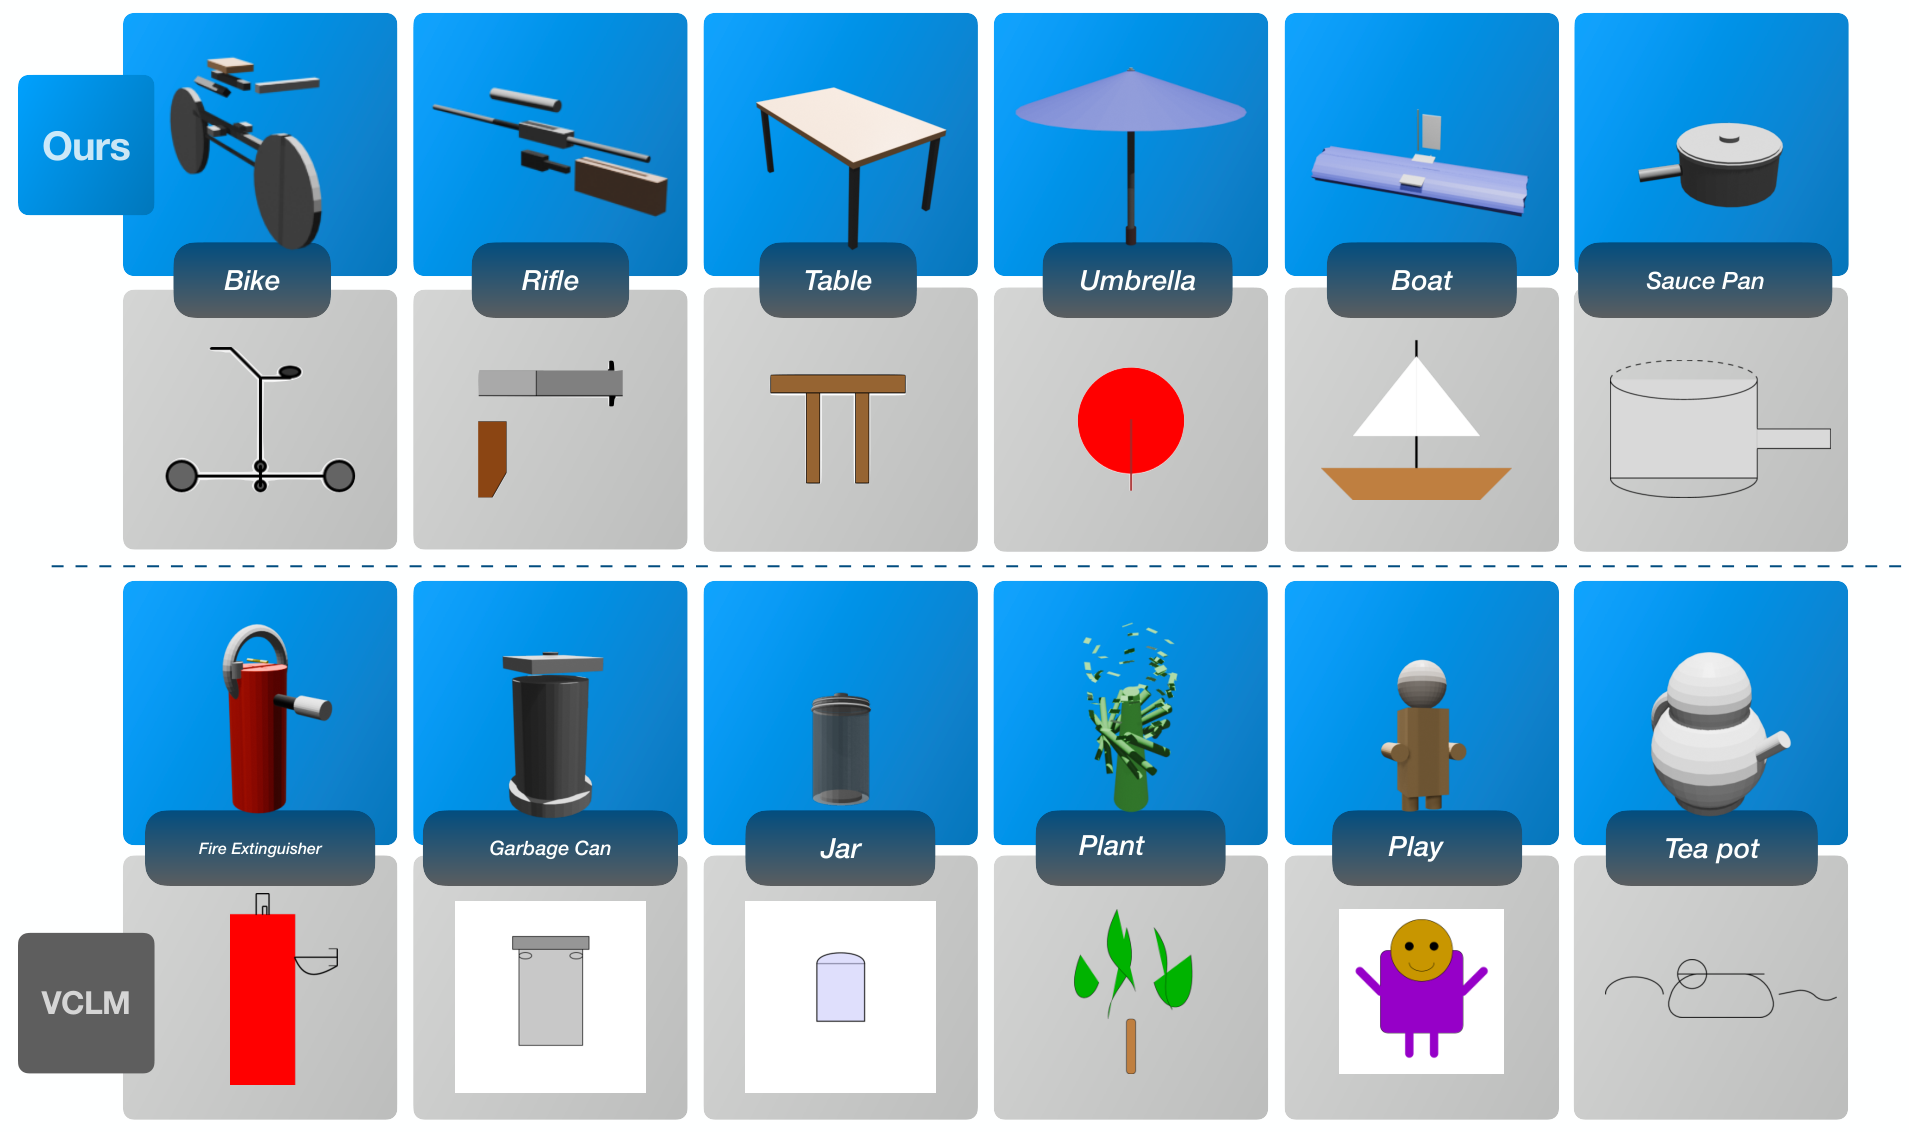 Ours
Bike
Rifle
Table
Umbrella
Boat
Sauce Pan
Fire Extinguisher
Garbage Can
Jar
Plant
Play
Tea pot
VCLM